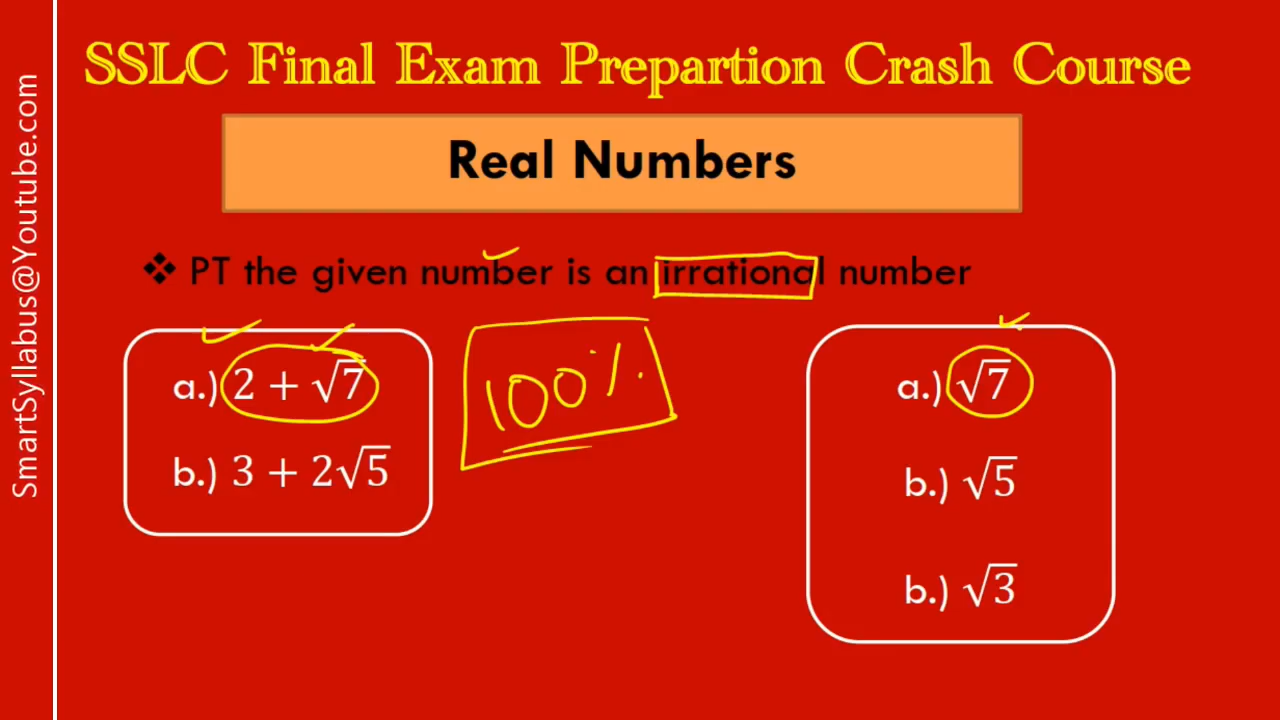 SSLC Final Exam Prepartion Crash Course
Real Numbers
❖ PT the given number is an irrational number
a.) 2 + √7
b.) 3 + 2√5
100%
a.) √7
b.) √5
b.) √3
SmartSyllabus@Youtube.com